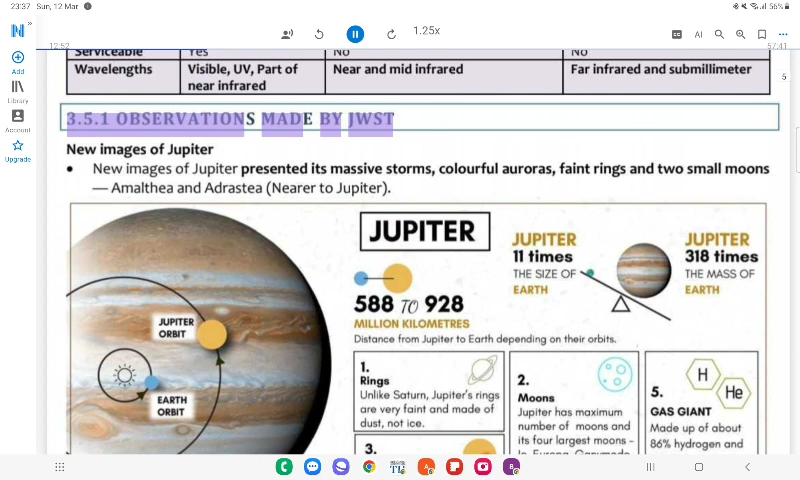 23:37 Sun, 12 Mar
56%
N
»
1.25x
AI
12:52
57:41
Add
Library
Account
Upgrade
5
Serviceable Yes No No
Wavelengths Visible, UV, Part of near infrared Near and mid infrared Far infrared and submillimeter
3.5.1 OBSERVATIONS MADE BY JWST
New images of Jupiter
• New images of Jupiter presented its massive storms, colourful auroras, faint rings and two small moons
— Amalthea and Adrastea (Nearer to Jupiter).
JUPITER
JUPITER
11 times
THE SIZE OF
EARTH
JUPITER
318 times
THE MASS OF
EARTH
588 TO 928
MILLION KILOMETRES
Distance from Jupiter to Earth depending on their orbits.
JUPITER
ORBIT
EARTH
ORBIT
1.
Rings
Unlike Saturn, Jupiter's rings
are very faint and made of
dust, not ice.
2.
Moons
Jupiter has maximum
number of moons and
its four largest moons –
3.
5.
H
He
GAS GIANT
Made up of about
86% hydrogen and